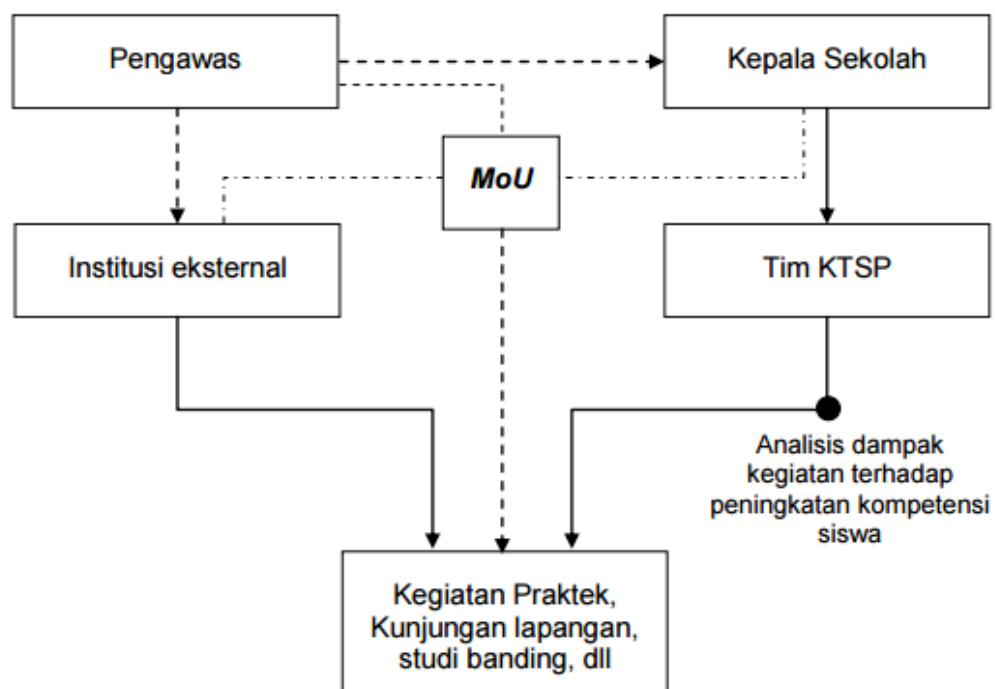 Pengawas
Kepala Sekolah
MoU
Institusi eksternal
Tim KTSP
Analisis dampak
kegiatan terhadap
peningkatan kompetensi
siswa
Kegiatan Praktek,
Kunjungan lapangan,
studi banding, dll